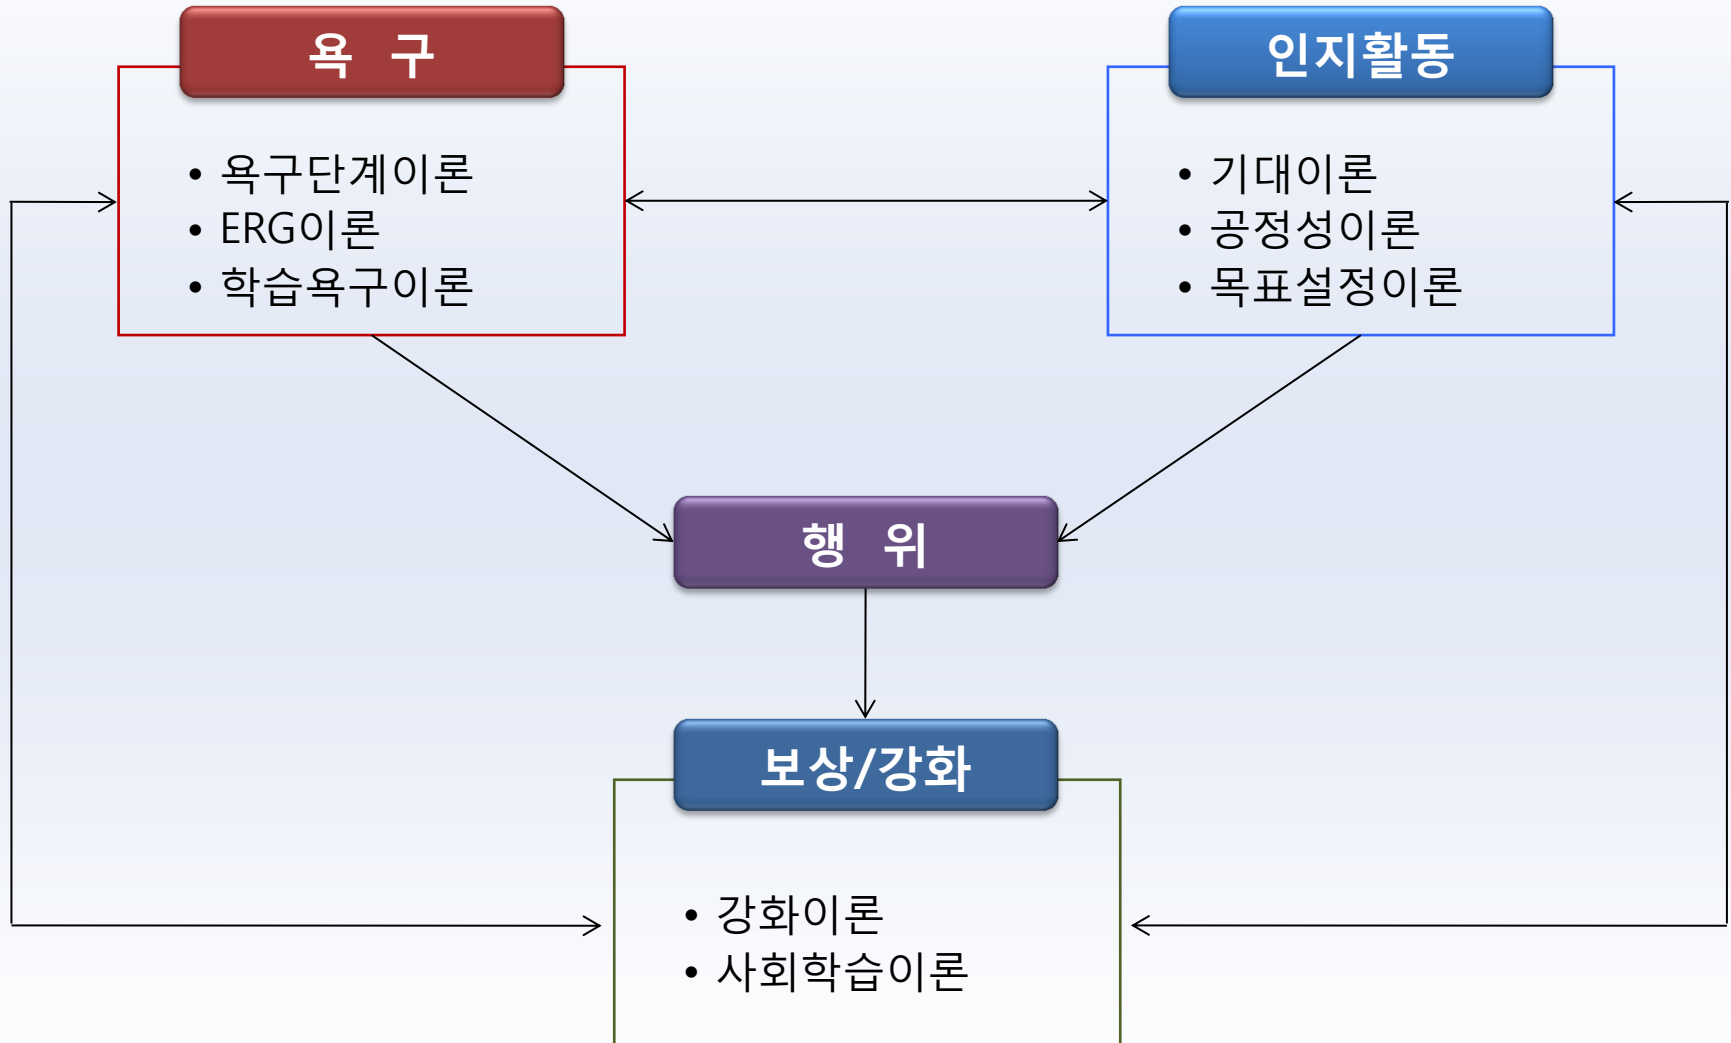 욕 구
• 욕구단계이론
• ERG이론
• 학습욕구이론
인지활동
• 기대이론
• 공정성이론
• 목표설정이론
행 위
보상/강화
• 강화이론
• 사회학습이론